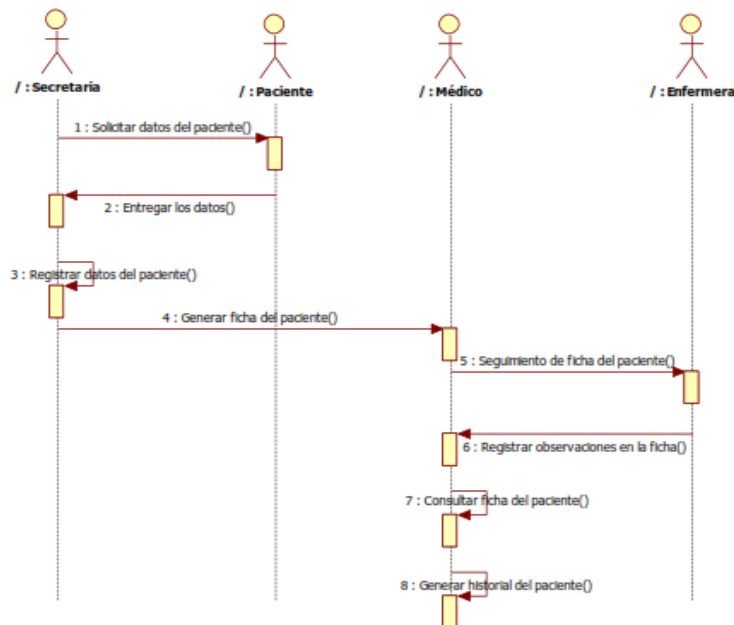 / : Secretaria
/ : Paciente
/ : Médico
/ : Enfermera
1 : Solicitar datos del paciente()
2 : Entregar los datos()
3 : Registrar datos del paciente()
4 : Generar ficha del paciente()
5 : Seguimiento de ficha del paciente()
6 : Registrar observaciones en la ficha()
7 : Consultar ficha del paciente()
8 : Generar historial del paciente()